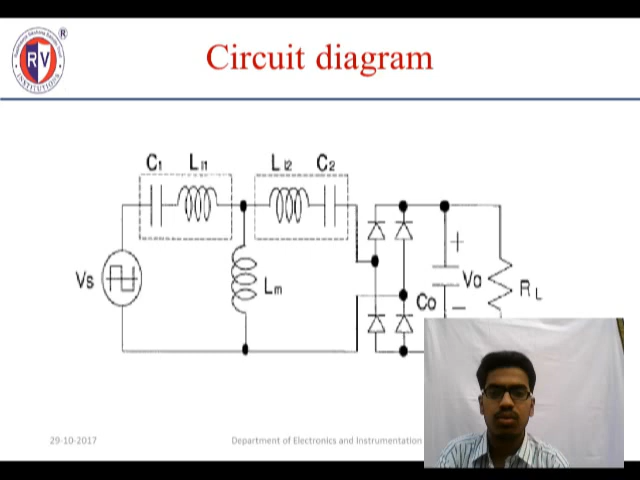 Circuit diagram
RV
INSTITUTIONS
®
C1 Ll1 Ll2 C2
Vs
Lm
+
Vo
Co
−
RL
29-10-2017
Department of Electronics and Instrumentation